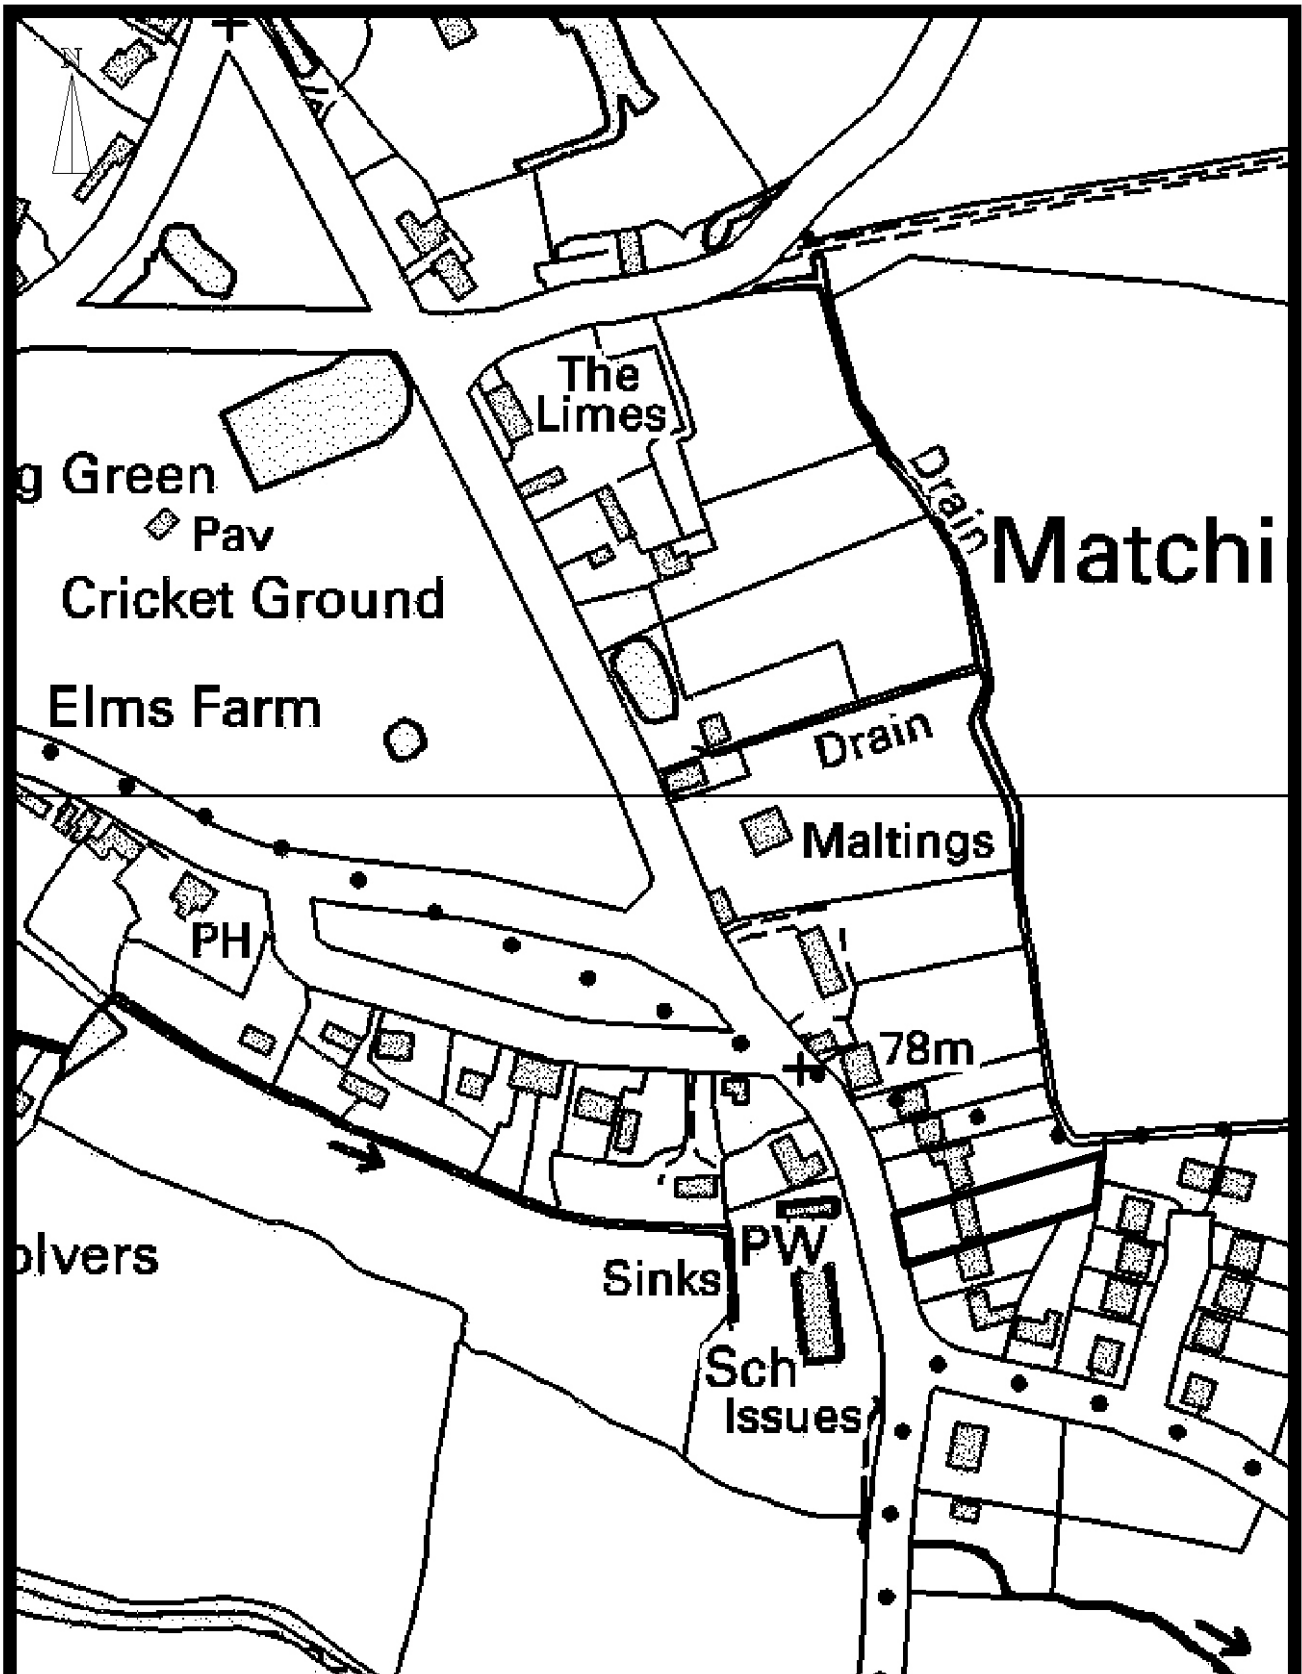 N
The
Limes
g Green
Drain
Pav
Matchi
Cricket Ground
Elms Farm
Drain
Maltings
PH
78m
olvers
PW
Sinks
Sch
Issues